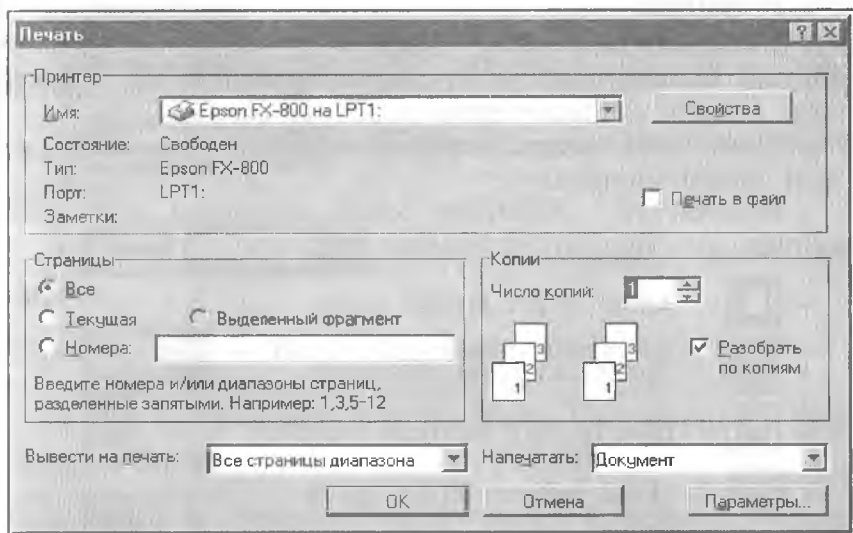 Печать
Принтер
Имя: Epson FX-800 на LPT1: Свойства
Состояние: Свободен
Тип: Epson FX-800
Порт: LPT1:
Печать в файл
Заметки:
Страницы
Все
Текущая Выделенный фрагмент
Номера:
Введите номера и/или диапазоны страниц,
разделенные запятыми. Например: 1,3,5-12
Копии
Число копий: 1
3 3
2 2
1 1
Разобрать
по копиям
Вывести на печать: Все страницы диапазона Напечатать: Документ
OK Отмена Параметры...